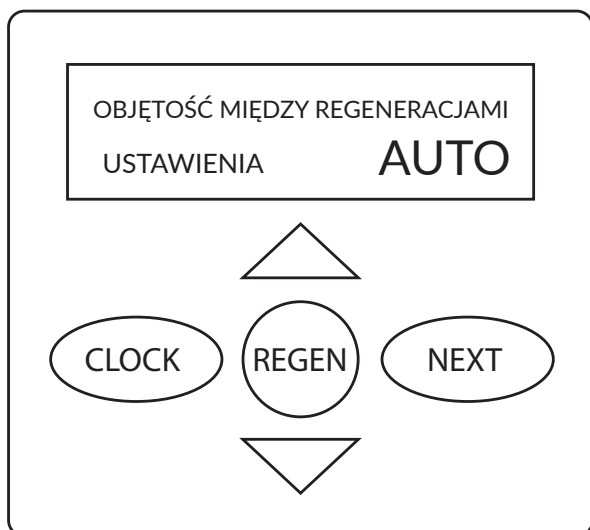 OBJĘTOŚĆ MIĘDZY REGENERACJAMI
USTAWIENIA AUTO
CLOCK REGEN NEXT